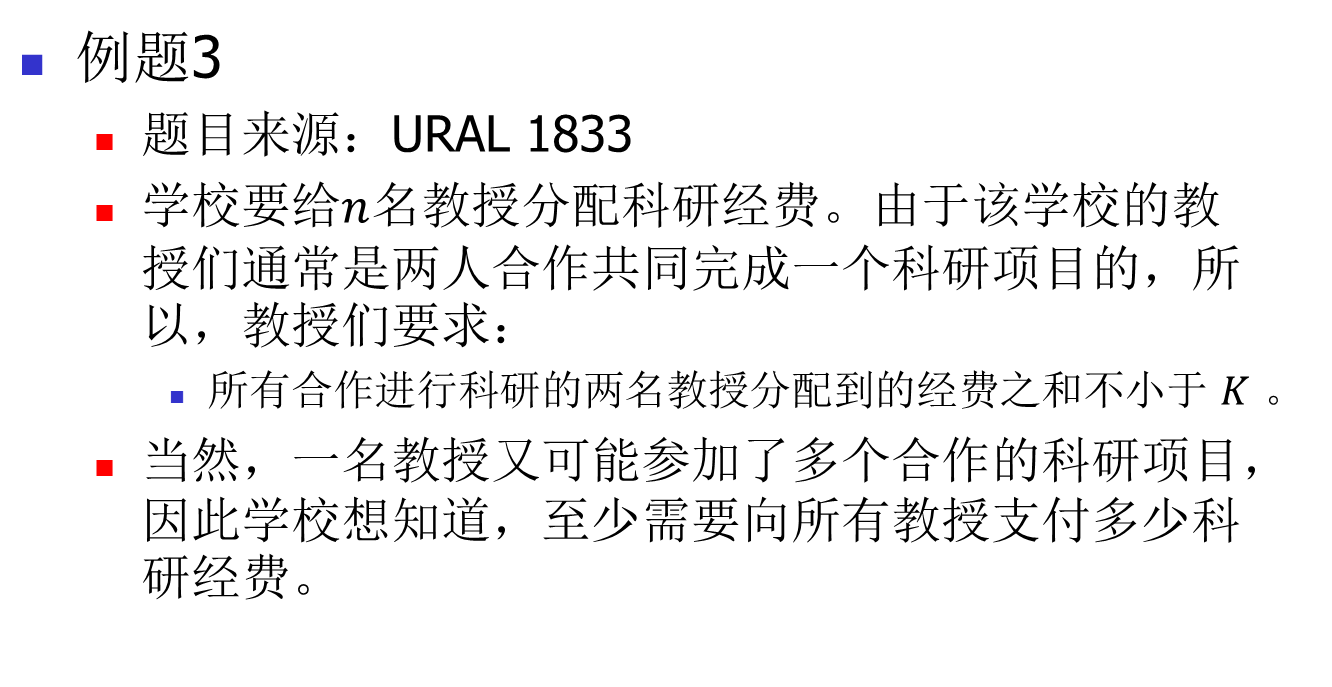 例题3
题目来源：URAL 1833
学校要给n名教授分配科研经费。由于该学校的教
授们通常是两人合作共同完成一个科研项目的，所
以，教授们要求：
所有合作进行科研的两名教授分配到的经费之和不小于 K 。
当然，一名教授又可能参加了多个合作的科研项目，
因此学校想知道，至少需要向所有教授支付多少科
研经费。